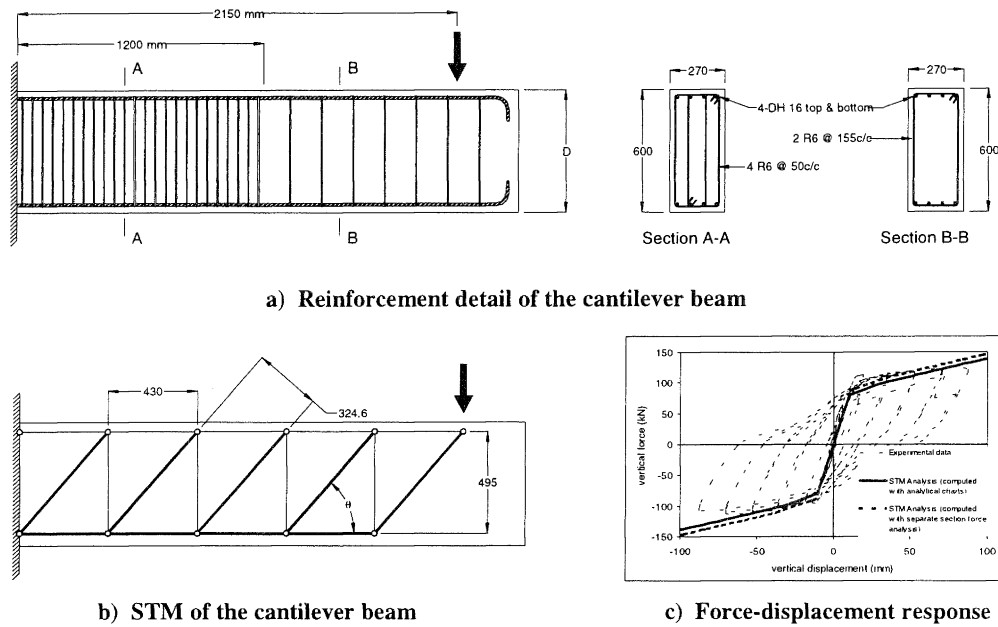 2150 mm
1200 mm
A
B
D
A
B
270
270
4-DH 16 top & bottom
2 R6 @ 155c/c
600
600
4 R6 @ 50c/c
Section A-A
Section B-B
a) Reinforcement detail of the cantilever beam
430
324.6
495
θ
b) STM of the cantilever beam
150
100
50
0
-50
-100
-150
vertical force (kN)
Experimental data
STM Analysis (computed
with analytical charts)
STM Analysis (computed
with separate section force
analysis)
-100
-50
0
50
100
vertical displacement (mm)
c) Force-displacement response